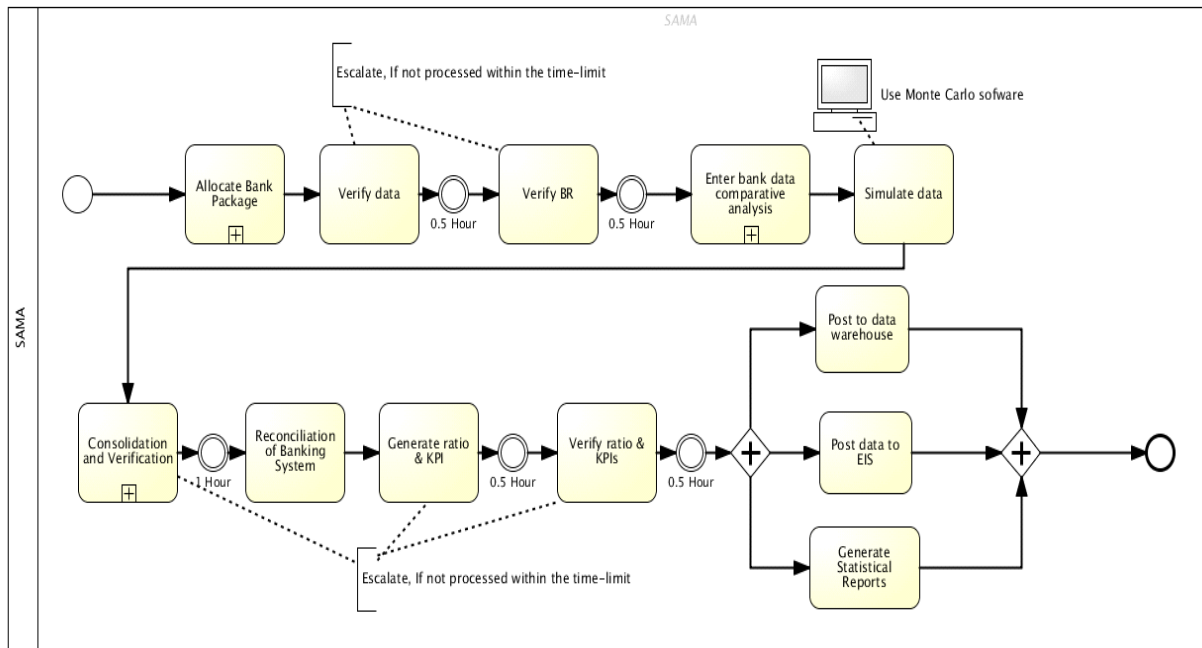 SAMA
SAMA
Escalate, If not processed within the time-limit
Use Monte Carlo sofware
Allocate Bank
Package
Verify data
0.5 Hour
Verify BR
0.5 Hour
Enter bank data
comparative
analysis
Simulate data
Post to data
warehouse
Consolidation
and Verification
1 Hour
Reconciliation
of Banking
System
Generate ratio
& KPI
0.5 Hour
Verify ratio &
KPIs
0.5 Hour
Post data to
EIS
Generate
Statistical
Reports
Escalate, If not processed within the time-limit